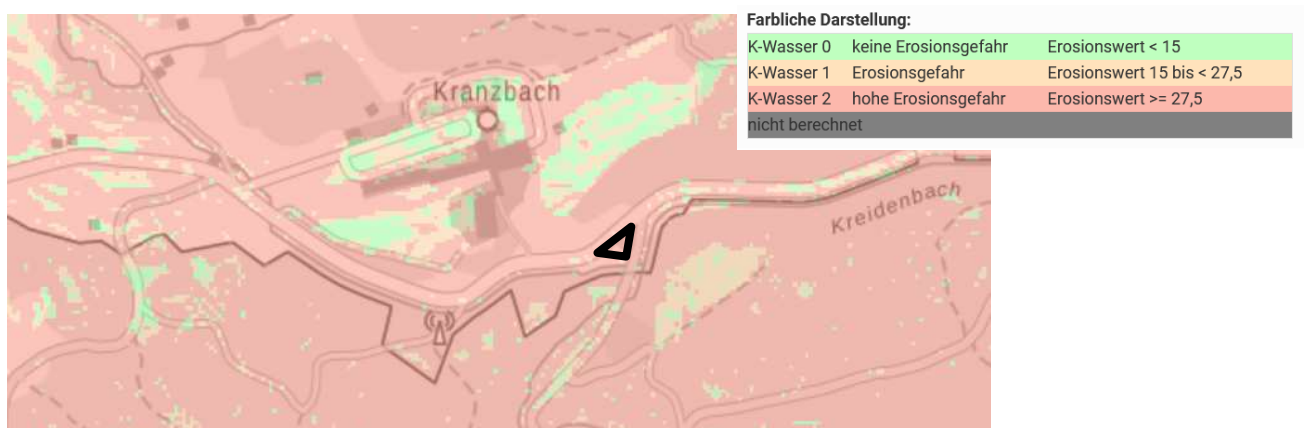 Farbliche Darstellung:
K-Wasser 0 keine Erosionsgefahr Erosionswert < 15
K-Wasser 1 Erosionsgefahr Erosionswert 15 bis < 27,5
K-Wasser 2 hohe Erosionsgefahr Erosionswert >= 27,5
nicht berechnet
Kranzbach
Kreidenbach